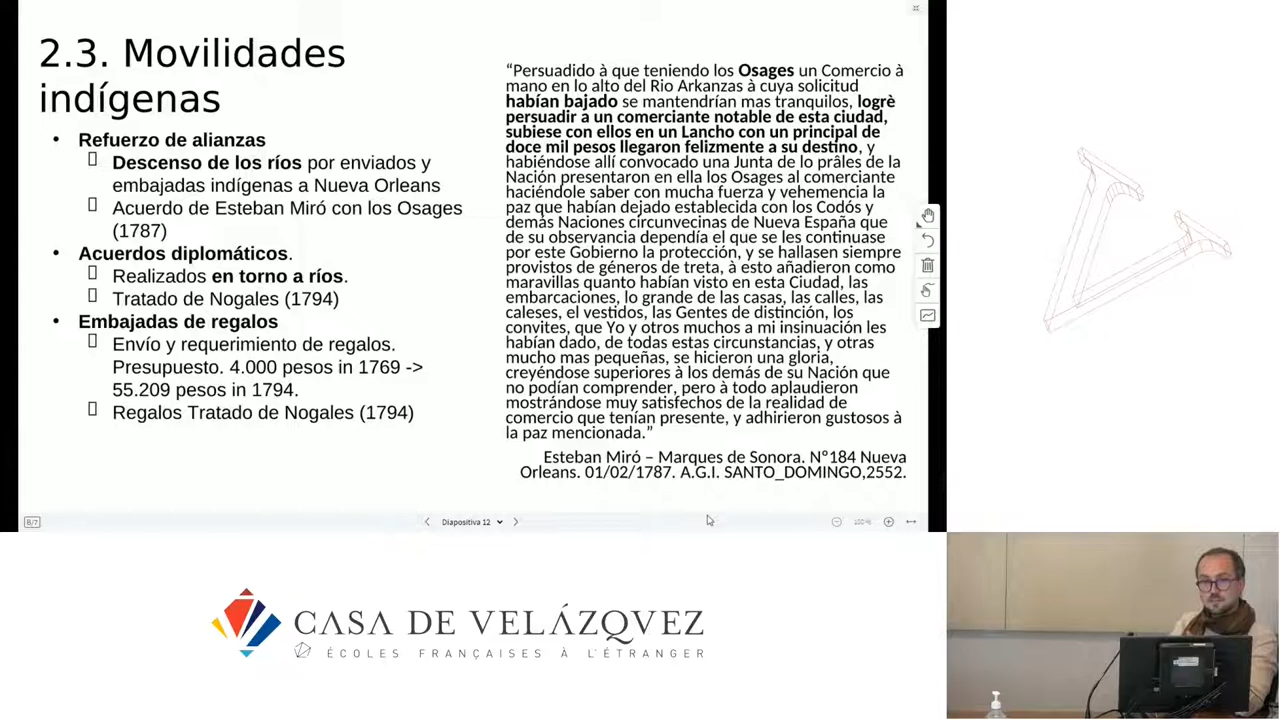 2.3. Movilidades
indígenas
• Refuerzo de alianzas
Descenso de los ríos por enviados y
embajadas indígenas a Nueva Orleans
Acuerdo de Esteban Miró con los Osages
(1787)
• Acuerdos diplomáticos.
Realizados en torno a ríos.
Tratado de Nogales (1794)
• Embajadas de regalos
Envío y requerimiento de regalos.
Presupuesto. 4.000 pesos in 1769 ->
55.209 pesos in 1794.
Regalos Tratado de Nogales (1794)
“Persuadido à que teniendo los Osages un Comercio à
mano en lo alto del Rio Arkanzas à cuya solicitud
habían bajado se mantendrían mas tranquilos, logrè
persuadir a un comerciante notable de esta ciudad,
subiese con ellos en un Lancho con un principal de
doce mil pesos llegaron felizmente a su destino, y
habiéndose allí convocado una Junta de lo prâles de la
Nación presentaron en ella los Osages al comerciante
haciéndole saber con mucha fuerza y vehemencia la
paz que habían dejado establecida con los Codós y
demás Naciones circunvecinas de Nueva España que
de su observancia dependía el que se les continuase
por este Gobierno la protección, y se hallasen siempre
provistos de géneros de treta, à esto añadieron como
maravillas quanto habían visto en esta Ciudad, las
embarcaciones, lo grande de las casas, las calles, las
caleses, el vestidos, las Gentes de distinción, los
convites, que Yo y otros muchos a mi insinuación les
habían dado, de todas estas circunstancias, y otras
mucho mas pequeñas, se hicieron una gloria,
creyéndose superiores à los demás de su Nación que
no podían comprender, pero à todo aplaudieron
mostrándose muy satisfechos de la realidad de
comercio que tenían presente, y adhirieron gustosos à
la paz mencionada.”
Esteban Miró – Marques de Sonora. Nº184 Nueva
Orleans. 01/02/1787. A.G.I. SANTO_DOMINGO,2552.
8/7
Diapositiva 12
100%
CASA DE VELÁZQVEZ
ÉCOLES FRANÇAISES À L'ÉTRANGER